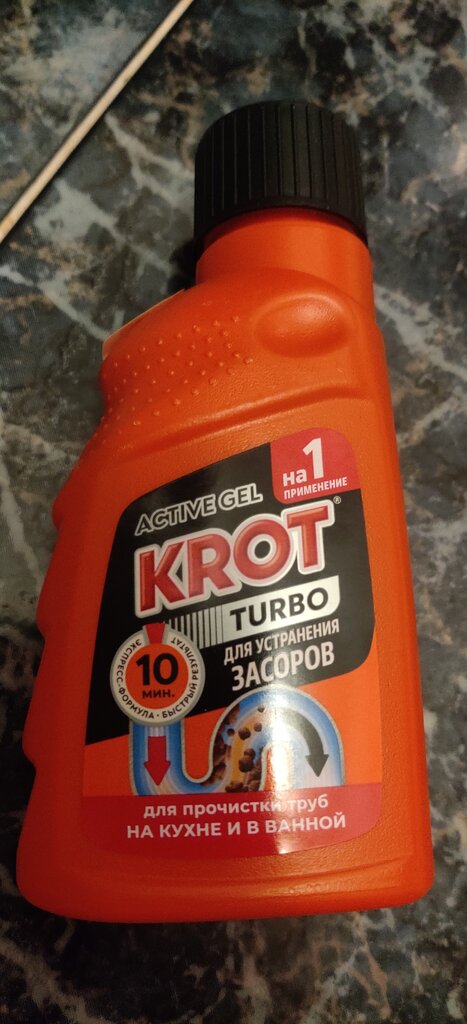 на 1
ПРИМЕНЕНИЕ
ACTIVE GEL
KROT®
TURBO
ДЛЯ УСТРАНЕНИЯ
ЗАСОРОВ
ЭКСПРЕСС-ФОРМУЛА • БЫСТРЫЙ РЕЗУЛЬТАТ
10
МИН.
для прочистки труб
НА КУХНЕ И В ВАННОЙ